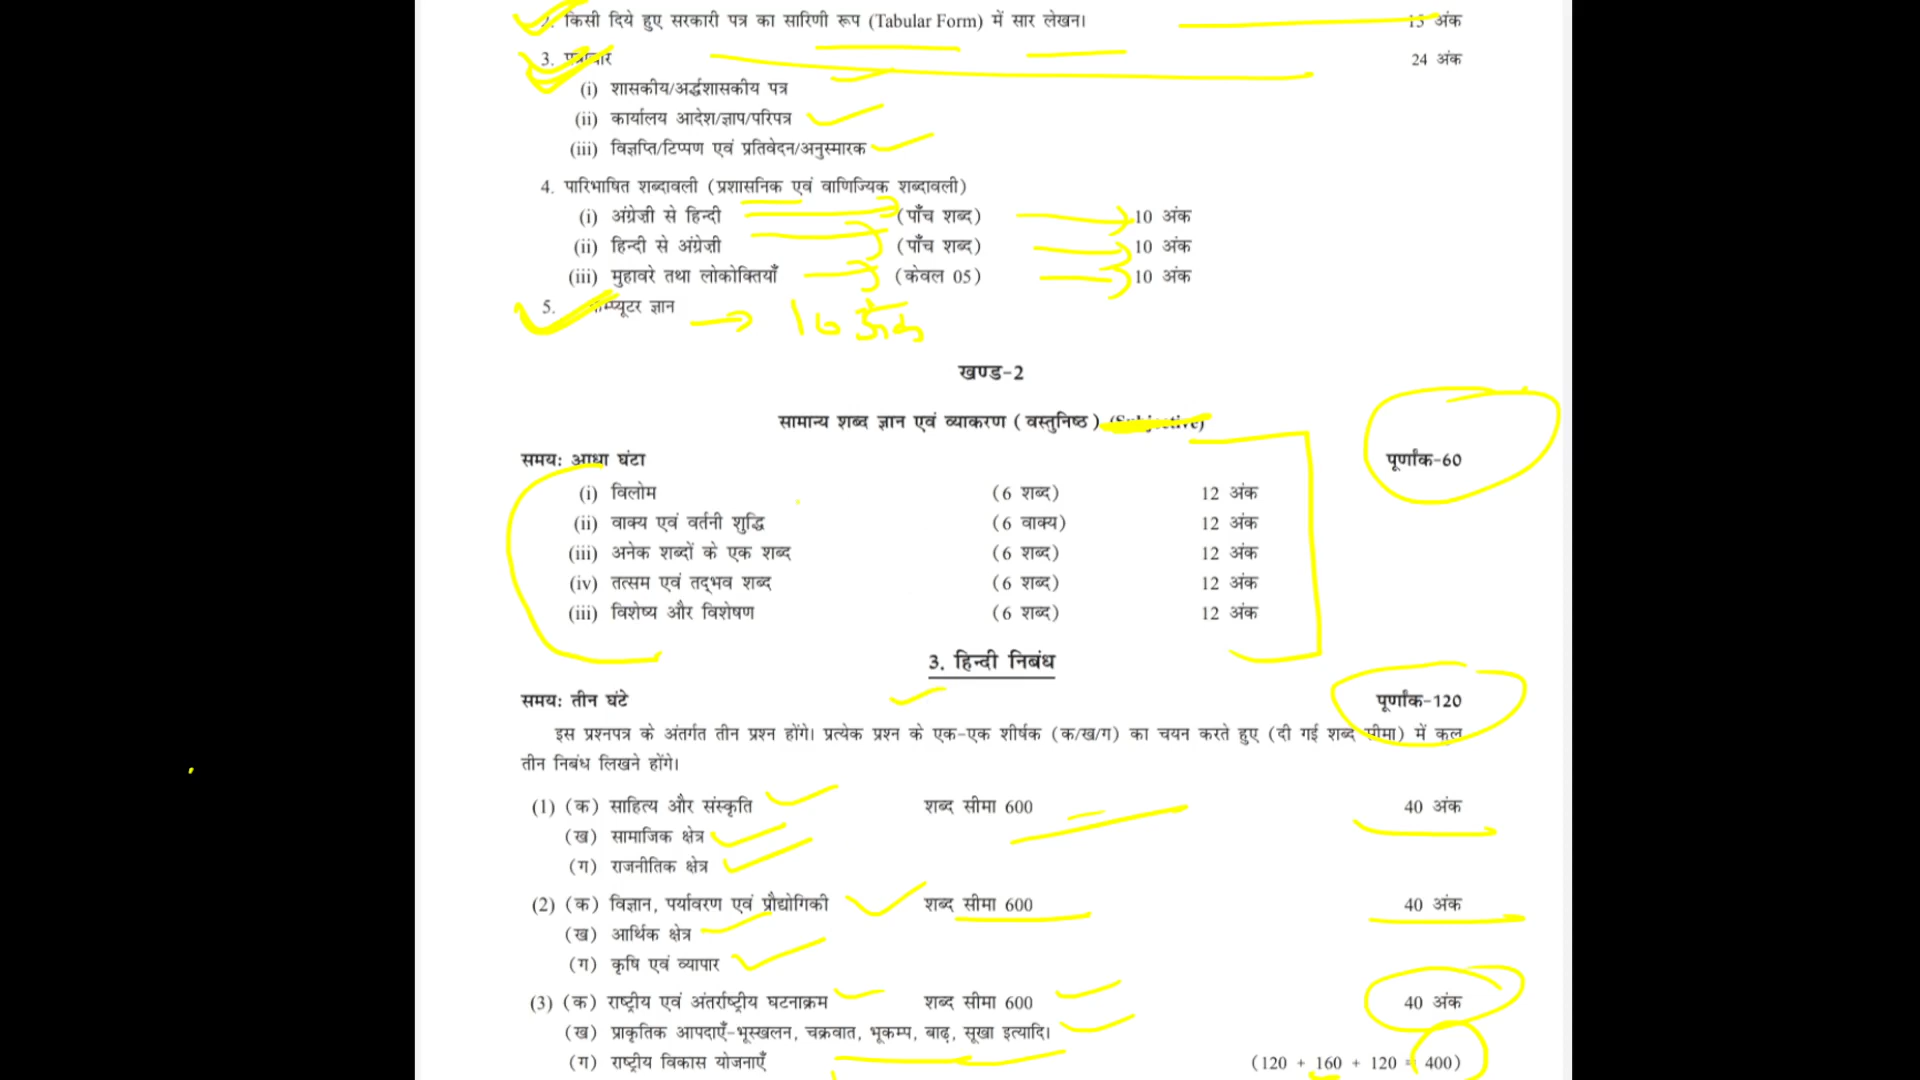 2. किसी दिये हुए सरकारी पत्र का सारिणी रूप (Tabular Form) में सार लेखन। 15 अंक
3. पत्राचार 24 अंक
(i) शासकीय/अर्द्धशासकीय पत्र
(ii) कार्यालय आदेश/ज्ञाप/परिपत्र
(iii) विज्ञप्ति/टिप्पण एवं प्रतिवेदन/अनुस्मारक
4. पारिभाषित शब्दावली (प्रशासनिक एवं वाणिज्यिक शब्दावली)
(i) अंग्रेज़ी से हिन्दी (पाँच शब्द) 10 अंक
(ii) हिन्दी से अंग्रेज़ी (पाँच शब्द) 10 अंक
(iii) मुहावरे तथा लोकोक्तियाँ (केवल 05) 10 अंक
5. कम्प्यूटर ज्ञान → 16 अंक
खण्ड-2
सामान्य शब्द ज्ञान एवं व्याकरण (वस्तुनिष्ठ) (Subjective)
समय: आधा घंटा पूर्णांक-60
(i) विलोम (6 शब्द) 12 अंक
(ii) वाक्य एवं वर्तनी शुद्धि (6 वाक्य) 12 अंक
(iii) अनेक शब्दों के एक शब्द (6 शब्द) 12 अंक
(iv) तत्सम एवं तद्भव शब्द (6 शब्द) 12 अंक
(iii) विशेष्य और विशेषण (6 शब्द) 12 अंक
3. हिन्दी निबंध
समय: तीन घंटे पूर्णांक-120
इस प्रश्नपत्र के अंतर्गत तीन प्रश्न होंगे। प्रत्येक प्रश्न के एक-एक शीर्षक (क/ख/ग) का चयन करते हुए (दी गई शब्द सीमा) में कुल
तीन निबंध लिखने होंगे।
(1) (क) साहित्य और संस्कृति शब्द सीमा 600 40 अंक
(ख) सामाजिक क्षेत्र
(ग) राजनीतिक क्षेत्र
(2) (क) विज्ञान, पर्यावरण एवं प्रौद्योगिकी शब्द सीमा 600 40 अंक
(ख) आर्थिक क्षेत्र
(ग) कृषि एवं व्यापार
(3) (क) राष्ट्रीय एवं अंतर्राष्ट्रीय घटनाक्रम शब्द सीमा 600 40 अंक
(ख) प्राकृतिक आपदाएँ-भूस्खलन, चक्रवात, भूकम्प, बाढ़, सूखा इत्यादि।
(ग) राष्ट्रीय विकास योजनाएँ (120 + 160 + 120 = 400)